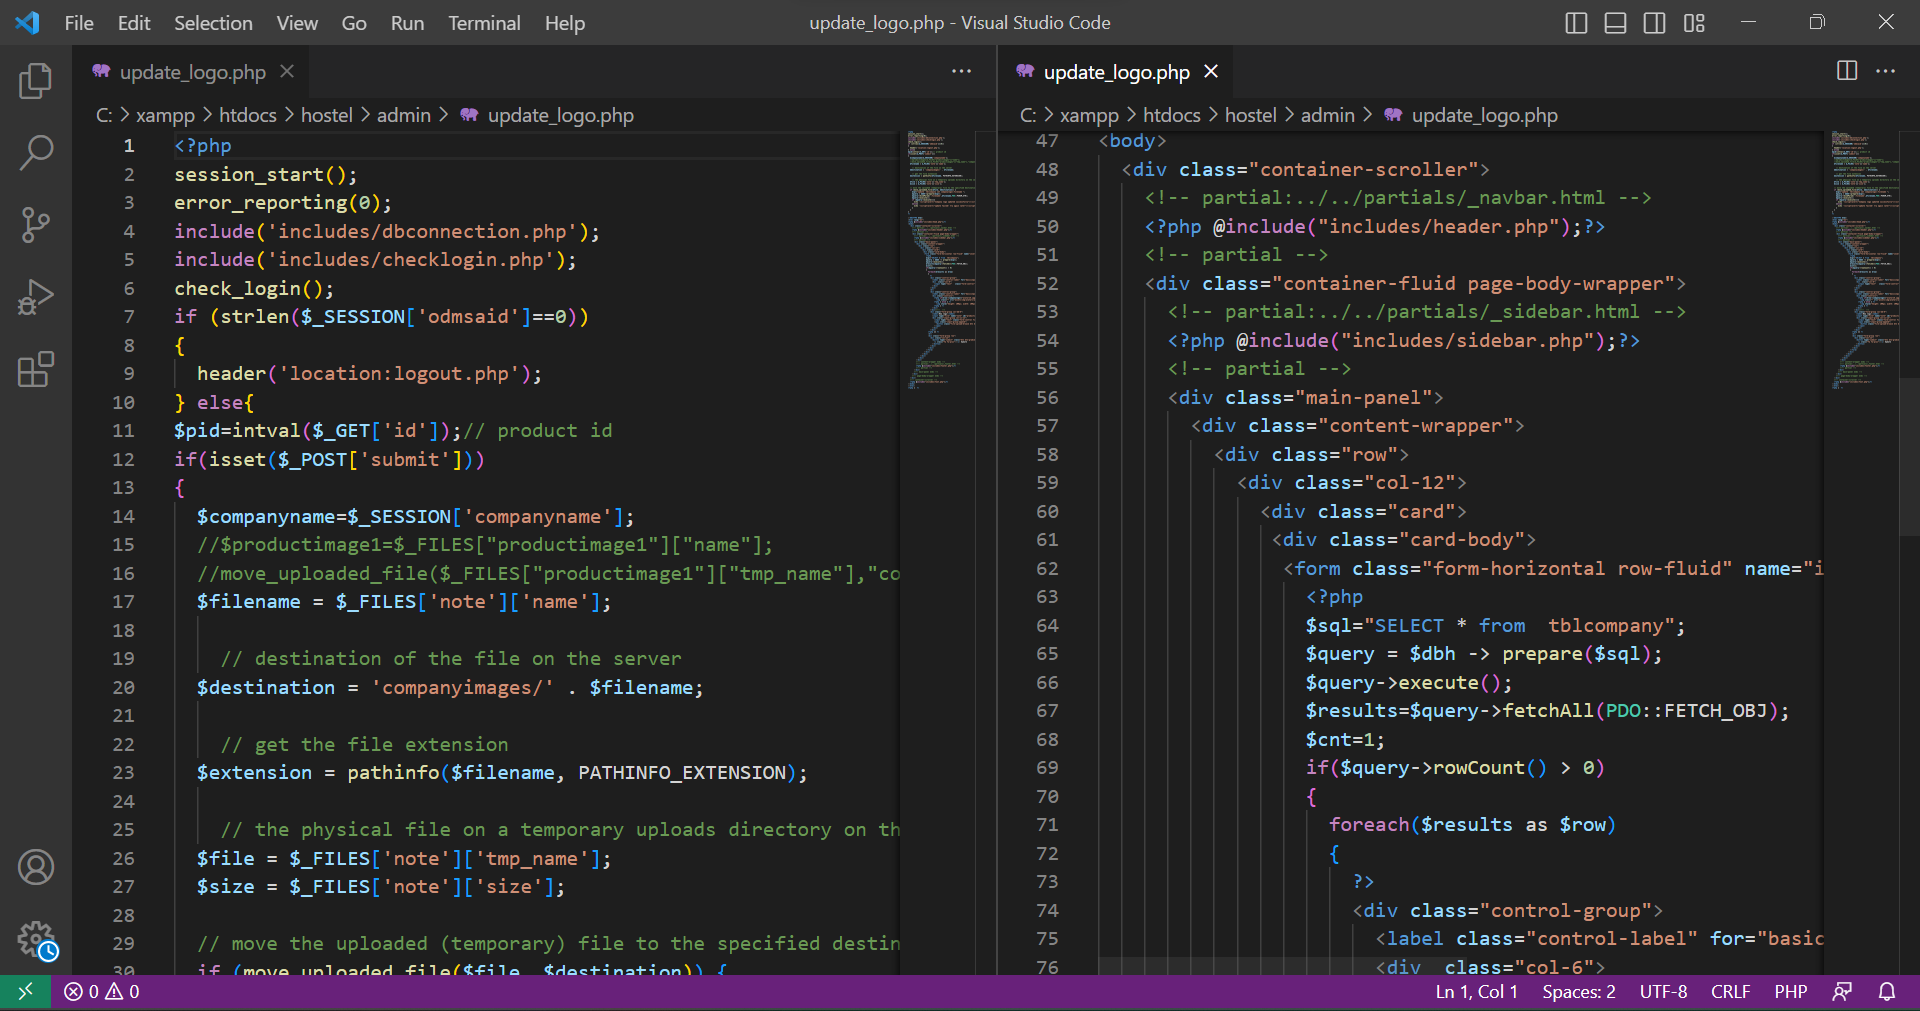 File Edit Selection View Go Run Terminal Help
update_logo.php - Visual Studio Code
update_logo.php
C: > xampp > htdocs > hostel > admin > update_logo.php
1 <?php
2 session_start();
3 error_reporting(0);
4 include('includes/dbconnection.php');
5 include('includes/checklogin.php');
6 check_login();
7 if (strlen($_SESSION['odmsaid']==0))
8 {
9 header('location:logout.php');
10 } else{
11 $pid=intval($_GET['id']);// product id
12 if(isset($_POST['submit']))
13 {
14 $companyname=$_SESSION['companyname'];
15 //$productimage1=$_FILES["productimage1"]["name"];
16 //move_uploaded_file($_FILES["productimage1"]["tmp_name"],"co
17 $filename = $_FILES['note']['name'];
18
19 // destination of the file on the server
20 $destination = 'companyimages/' . $filename;
21
22 // get the file extension
23 $extension = pathinfo($filename, PATHINFO_EXTENSION);
24
25 // the physical file on a temporary uploads directory on th
26 $file = $_FILES['note']['tmp_name'];
27 $size = $_FILES['note']['size'];
28
29 // move the uploaded (temporary) file to the specified destin
30 if (move_uploaded_file($file, $destination)) {
update_logo.php
C: > xampp > htdocs > hostel > admin > update_logo.php
47 <body>
48 <div class="container-scroller">
49 <!-- partial:../../partials/_navbar.html -->
50 <?php @include("includes/header.php");?>
51 <!-- partial -->
52 <div class="container-fluid page-body-wrapper">
53 <!-- partial:../../partials/_sidebar.html -->
54 <?php @include("includes/sidebar.php");?>
55 <!-- partial -->
56 <div class="main-panel">
57 <div class="content-wrapper">
58 <div class="row">
59 <div class="col-12">
60 <div class="card">
61 <div class="card-body">
62 <form class="form-horizontal row-fluid" name="i
63 <?php
64 $sql="SELECT * from  tblcompany";
65 $query = $dbh -> prepare($sql);
66 $query->execute();
67 $results=$query->fetchAll(PDO::FETCH_OBJ);
68 $cnt=1;
69 if($query->rowCount() > 0)
70 {
71 foreach($results as $row)
72 {
73 ?>
74 <div class="control-group">
75 <label class="control-label" for="basic
76 <div  class="col-6">
0 0
Ln 1, Col 1 Spaces: 2 UTF-8 CRLF PHP